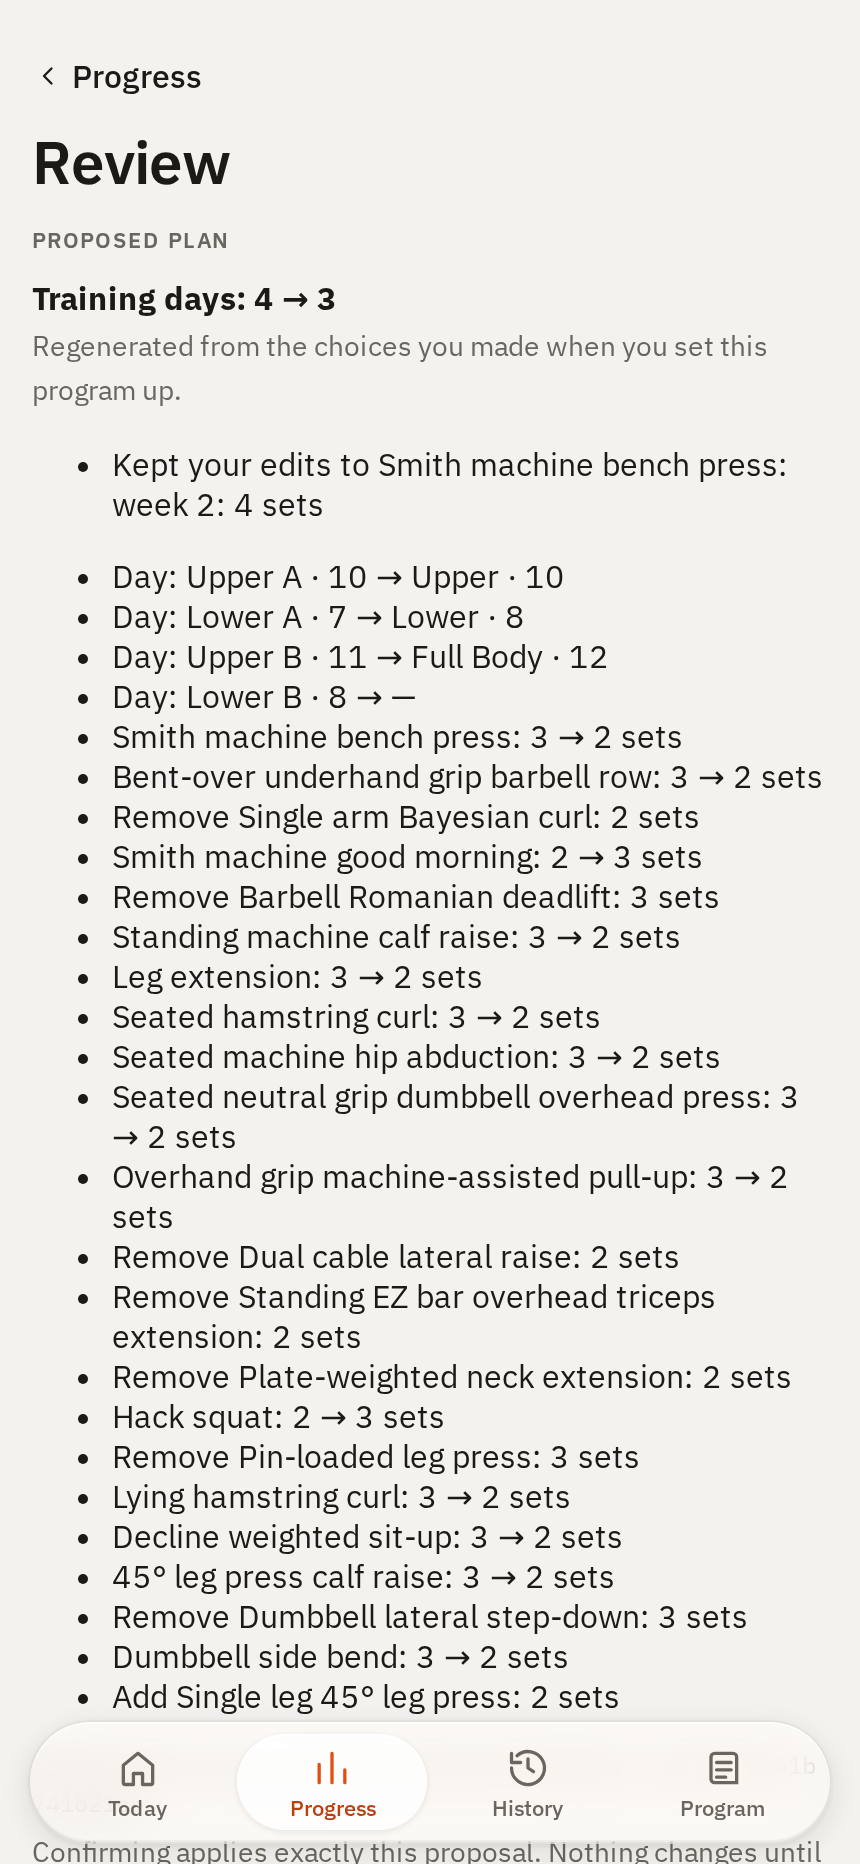 Progress
Review
PROPOSED PLAN
Training days: 4 → 3
Regenerated from the choices you made when you set this
program up.
• Kept your edits to Smith machine bench press:
week 2: 4 sets
• Day: Upper A · 10 → Upper · 10
• Day: Lower A · 7 → Lower · 8
• Day: Upper B · 11 → Full Body · 12
• Day: Lower B · 8 → —
• Smith machine bench press: 3 → 2 sets
• Bent-over underhand grip barbell row: 3 → 2 sets
• Remove Single arm Bayesian curl: 2 sets
• Smith machine good morning: 2 → 3 sets
• Remove Barbell Romanian deadlift: 3 sets
• Standing machine calf raise: 3 → 2 sets
• Leg extension: 3 → 2 sets
• Seated hamstring curl: 3 → 2 sets
• Seated machine hip abduction: 3 → 2 sets
• Seated neutral grip dumbbell overhead press: 3
→ 2 sets
• Overhand grip machine-assisted pull-up: 3 → 2
sets
• Remove Dual cable lateral raise: 2 sets
• Remove Standing EZ bar overhead triceps
extension: 2 sets
• Remove Plate-weighted neck extension: 2 sets
• Hack squat: 2 → 3 sets
• Remove Pin-loaded leg press: 3 sets
• Lying hamstring curl: 3 → 2 sets
• Decline weighted sit-up: 3 → 2 sets
• 45° leg press calf raise: 3 → 2 sets
• Remove Dumbbell lateral step-down: 3 sets
• Dumbbell side bend: 3 → 2 sets
• Add Single leg 45° leg press: 2 sets
Today
Progress
History
Program
Confirming applies exactly this proposal. Nothing changes until